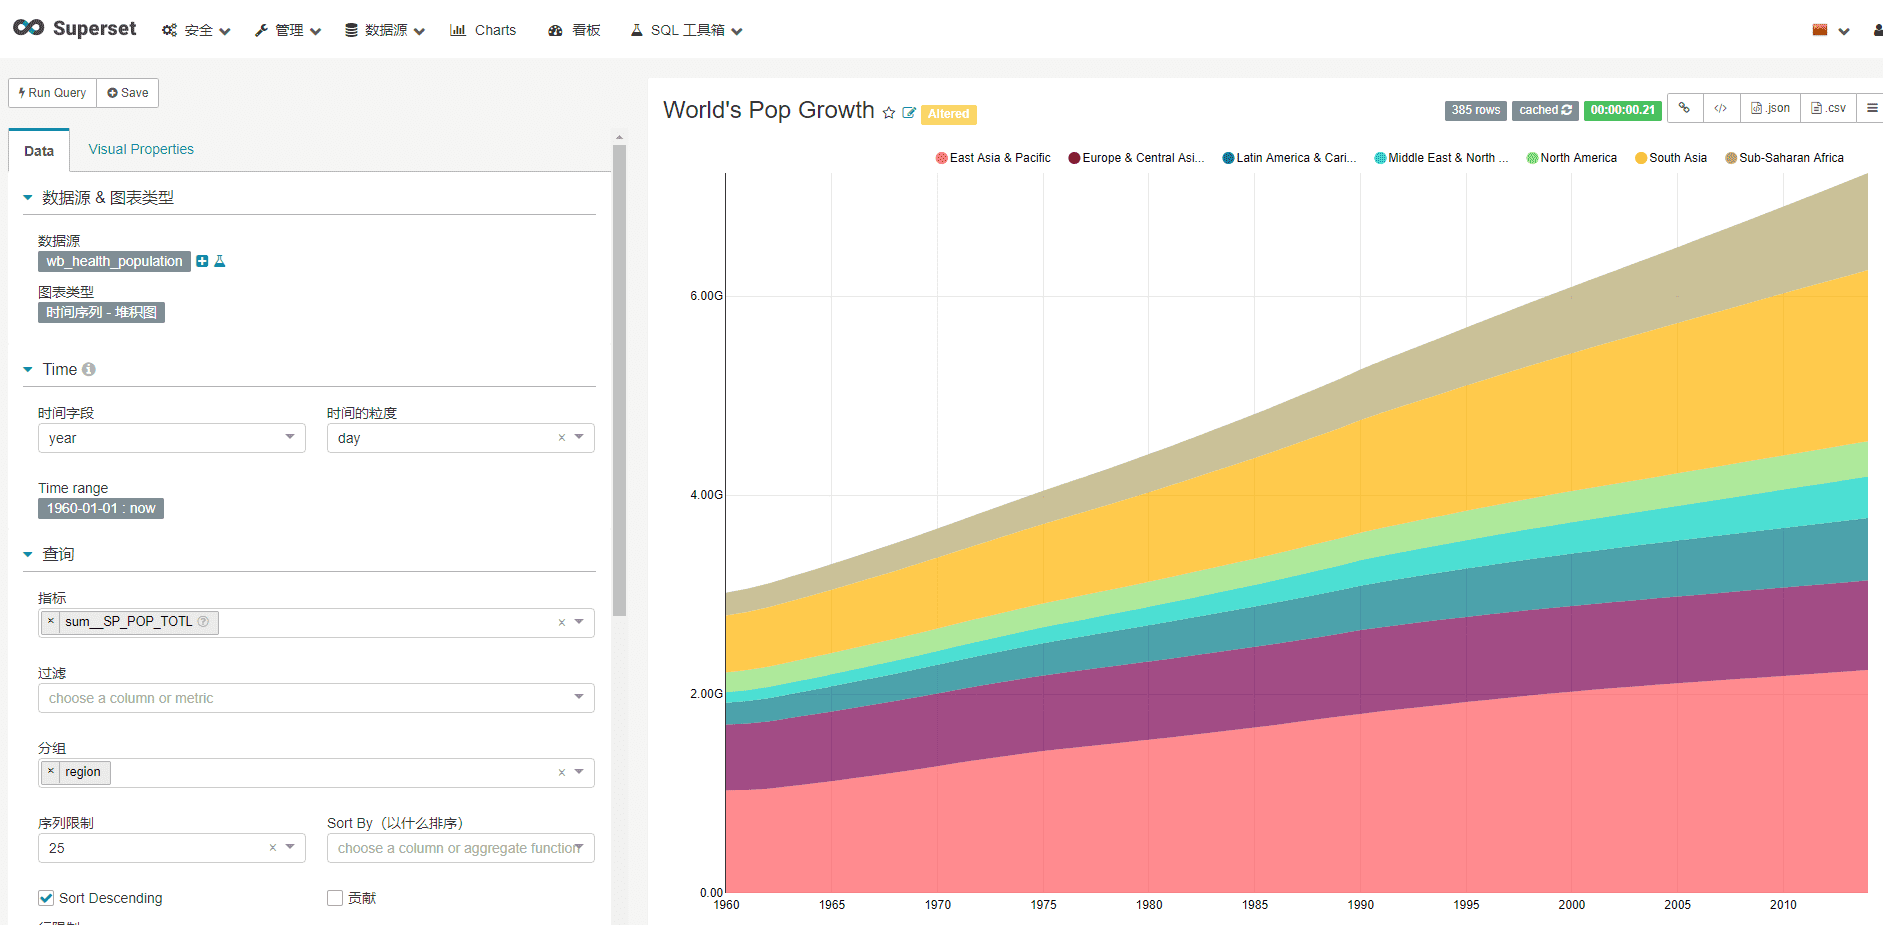 Superset 安全 管理 数据源 Charts 看板 SQL 工具箱
Run Query Save
Data Visual Properties
数据源 & 图表类型
数据源
wb_health_population
图表类型
时间序列 - 堆积图
Time
时间字段 时间的粒度
year day
Time range
1960-01-01 : now
查询
指标
× sum__SP_POP_TOTL
过滤
choose a column or metric
分组
× region
序列限制 Sort By（以什么排序）
25 choose a column or aggregate function
Sort Descending 贡献
World's Pop Growth Altered 385 rows cached 00:00:00.21 .json .csv
East Asia & Pacific Europe & Central Asi... Latin America & Cari... Middle East & North ... North America South Asia Sub-Saharan Africa
6.00G
4.00G
2.00G
0.00
1960 1965 1970 1975 1980 1985 1990 1995 2000 2005 2010